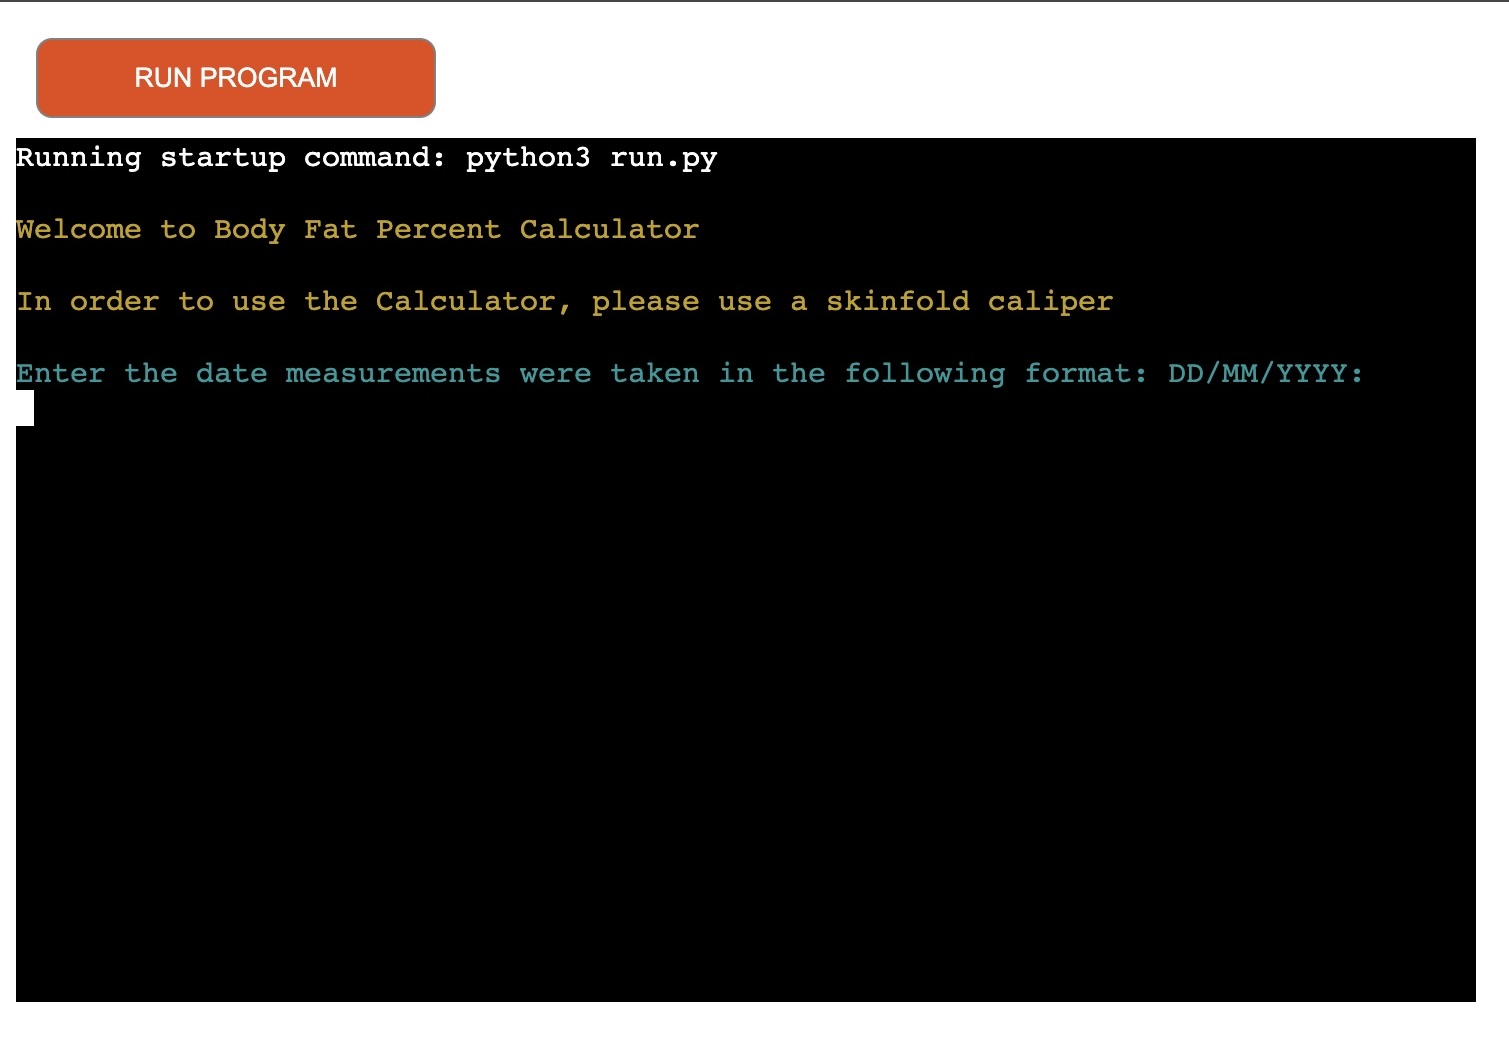 RUN PROGRAM
Running startup command: python3 run.py
Welcome to Body Fat Percent Calculator
In order to use the Calculator, please use a skinfold caliper
Enter the date measurements were taken in the following format: DD/MM/YYYY: